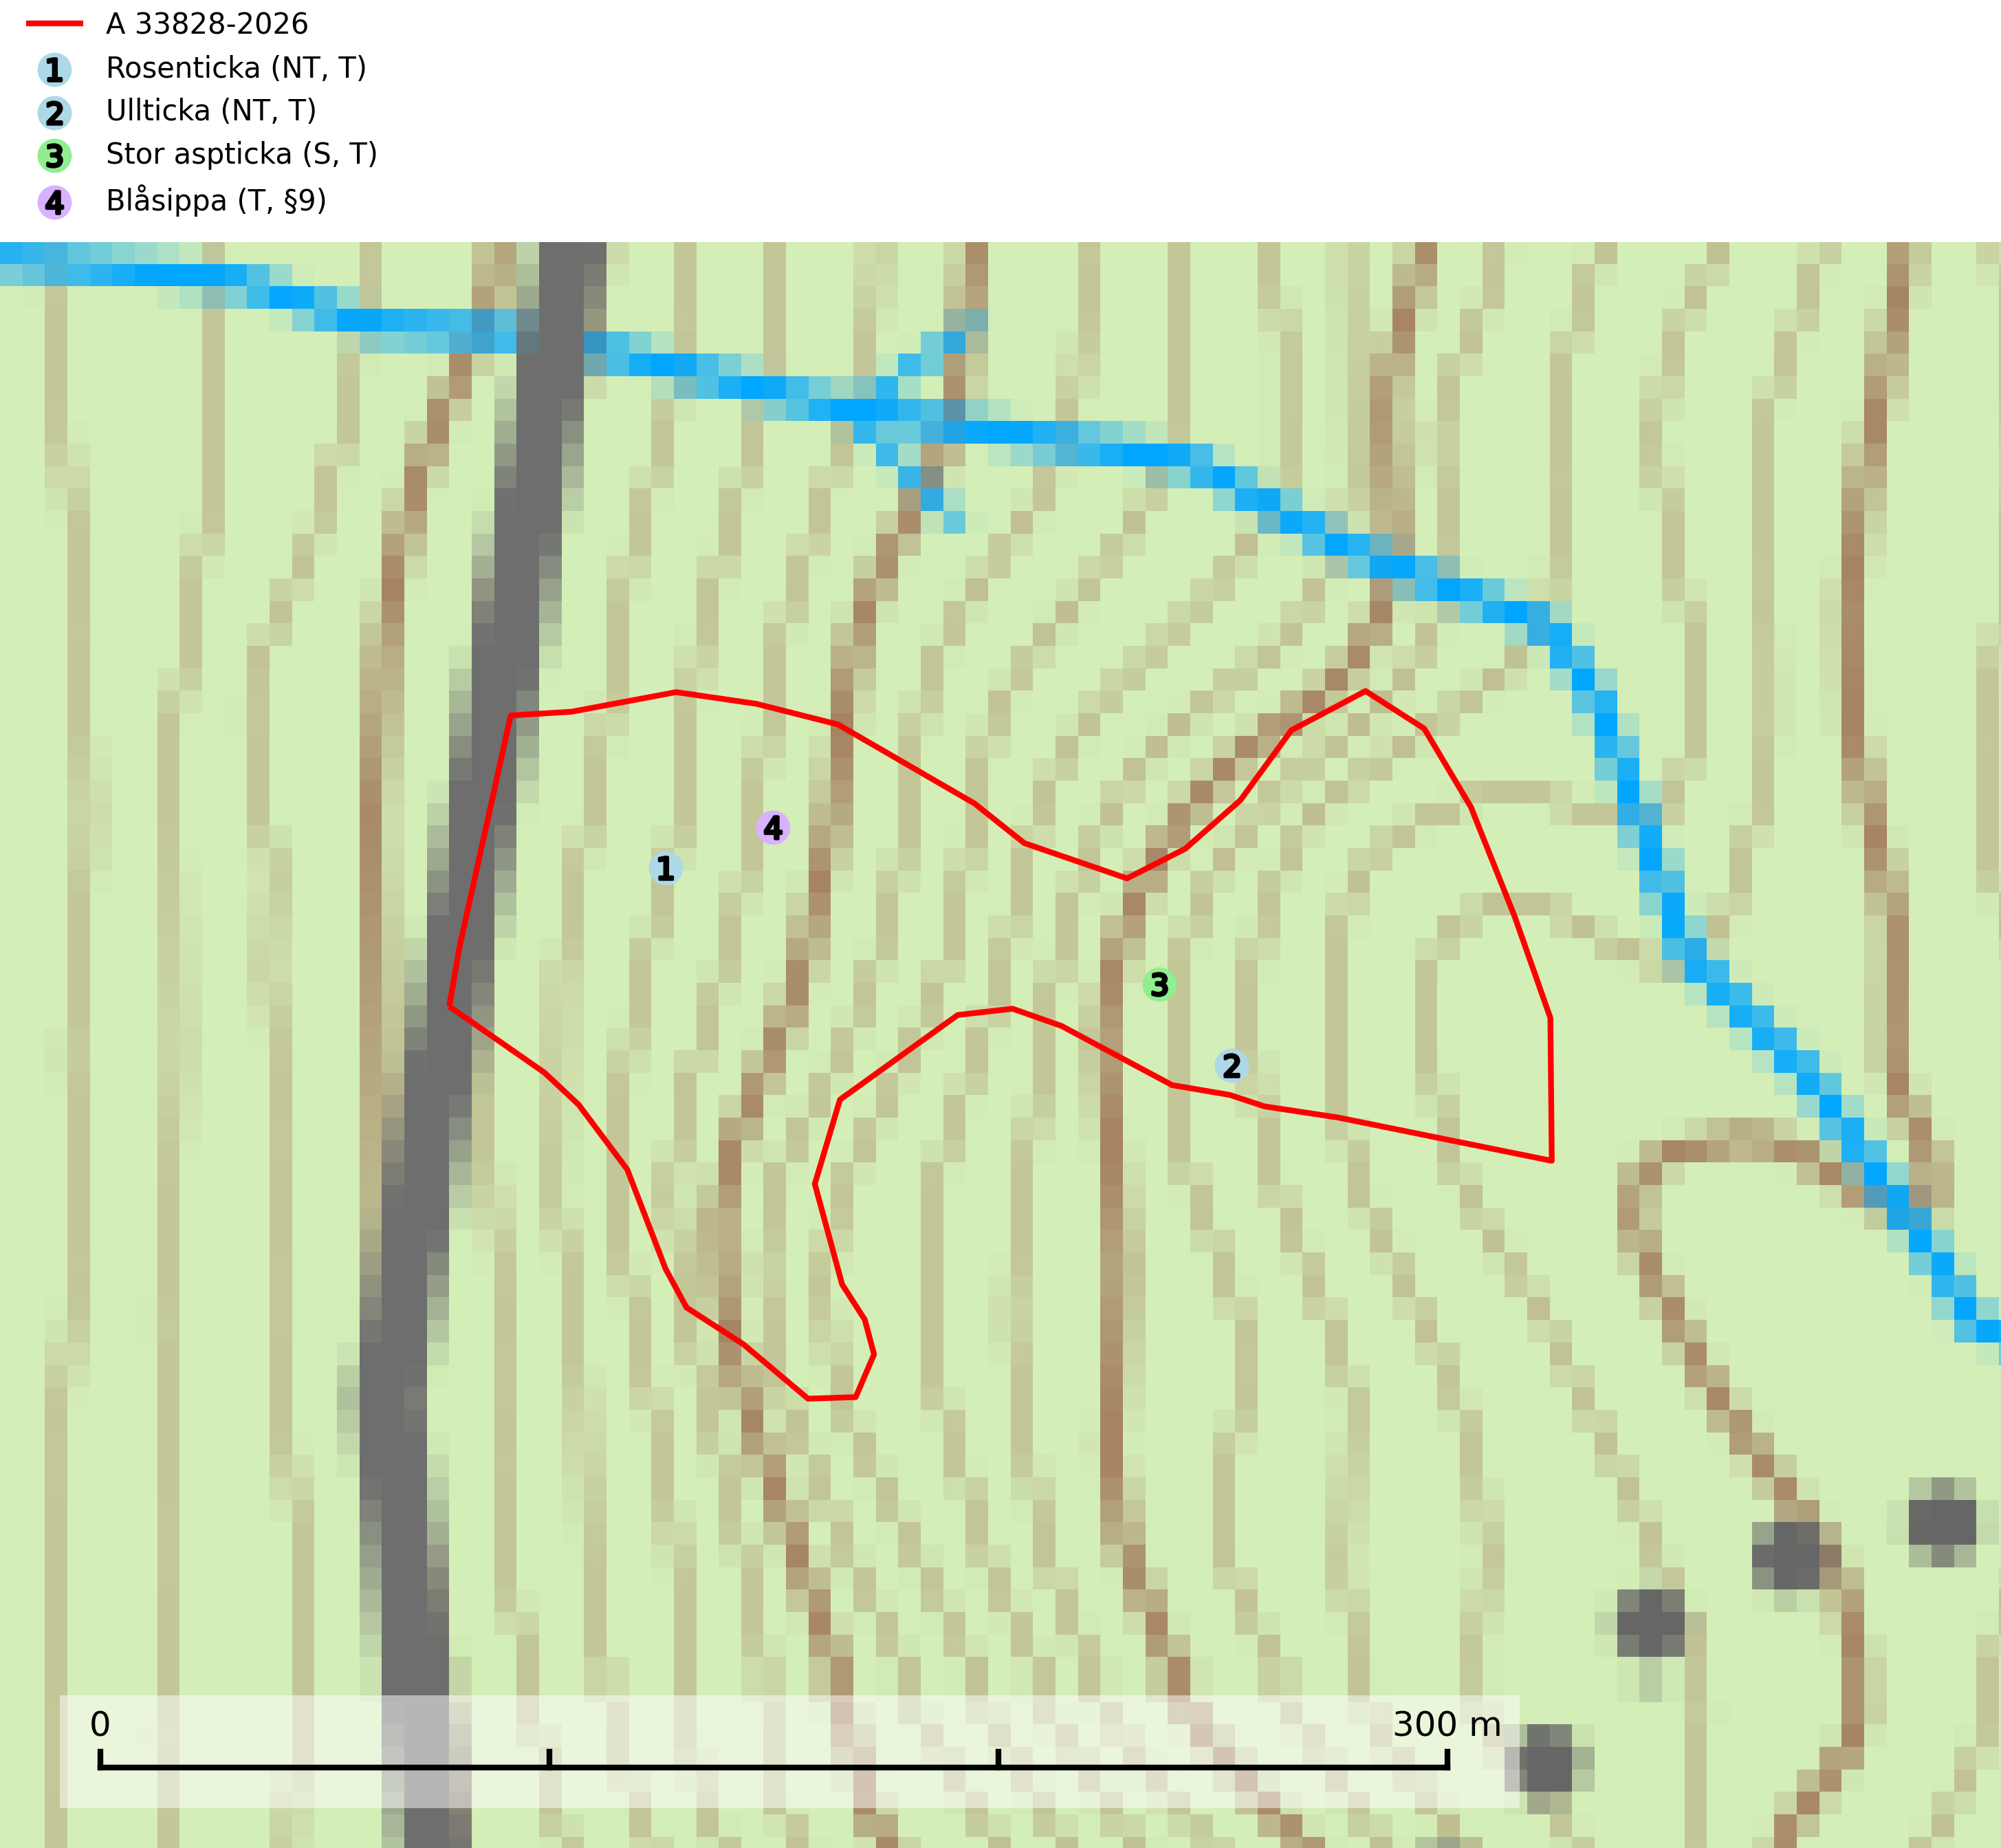 A 33828-2026
1 Rosenticka (NT, T)
2 Ullticka (NT, T)
3 Stor aspticka (S, T)
4 Blåsippa (T, §9)
4
1
3
2
0 300 m